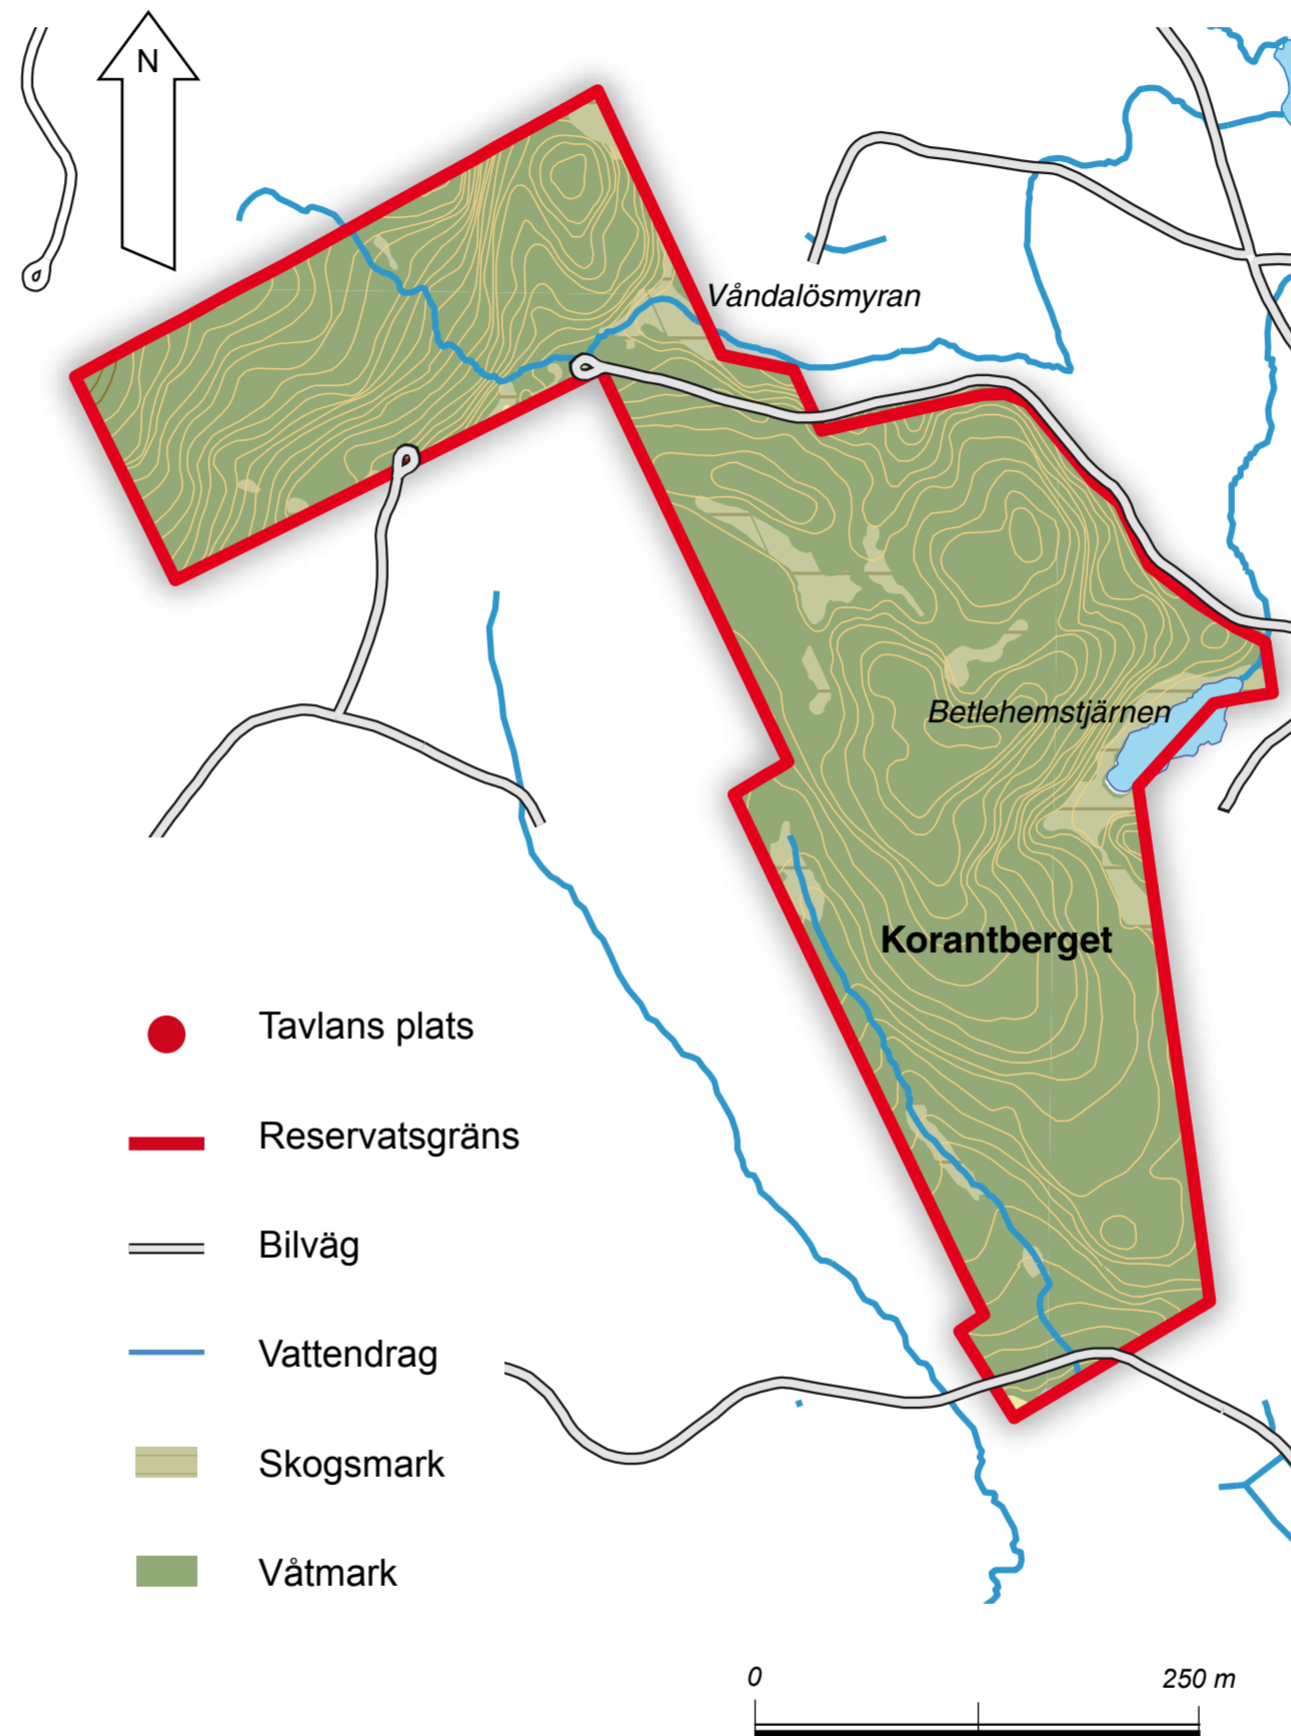 N
Våndalösmyran
Betlehemstjärnen
Korantberget
Tavlans plats
Reservatsgräns
Bilväg
Vattendrag
Skogsmark
Våtmark
0 250 m